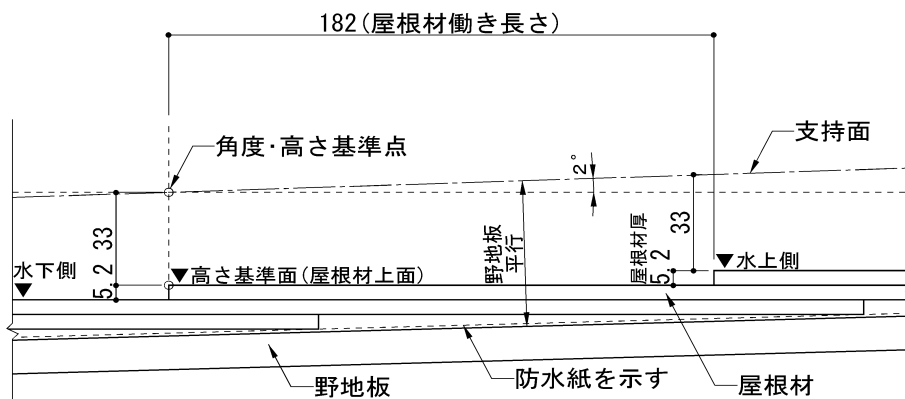 182(屋根材働き長さ)
角度・高さ基準点
支持面
2°
33
5.2
水下側
高さ基準面(屋根材上面)
野地板
平行
屋根材厚
5.2
33
水上側
野地板
防水紙を示す
屋根材